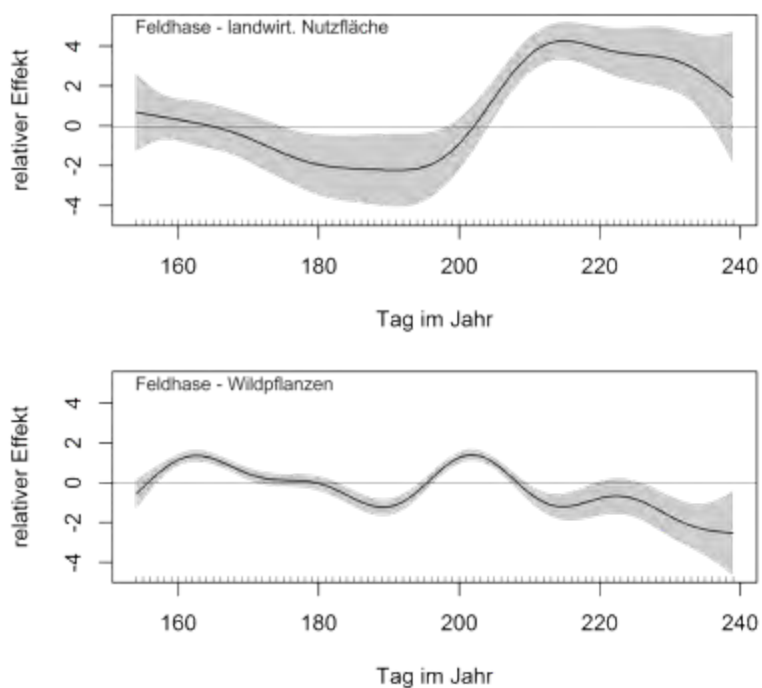 Feldhase - landwirt. Nutzfläche
relativer Effekt
4
2
0
-2
-4
160 180 200 220 240
Tag im Jahr
Feldhase - Wildpflanzen
relativer Effekt
4
2
0
-2
-4
160 180 200 220 240
Tag im Jahr